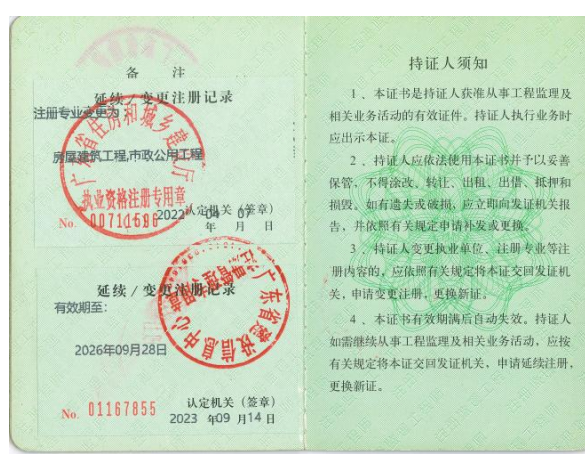 备 注
延续/变更注册记录
注册专业变更为
房屋建筑工程,市政公用工程
广东省住房和城乡建设厅
执业资格注册专用章
认定机关(签章)
No. 00711586
2022 年 04 月 07 日
延续/变更注册记录
有效期至:
2026年09月28日
广东省建设信息中心
认定机关(签章)
No. 01167855
2023 年09 月14 日
持证人须知
1、本证书是持证人获准从事工程监理及
相关业务活动的有效证件。持证人执行业务时
应出示本证。
2、持证人应依法使用本证书并予以妥善
保管,不得涂改、转让、出租、出借、抵押和
损毁。如有遗失或破损,应立即向发证机关报
告,并依照有关规定申请补发或更换。
3、持证人变更执业单位、注册专业等注
册内容的,应依照有关规定将本证交回发证机
关,申请变更注册,更换新证。
4、本证书有效期满后自动失效。持证人
如需继续从事工程监理及相关业务活动,应按
有关规定将本证交回发证机关,申请延续注册,
更换新证。